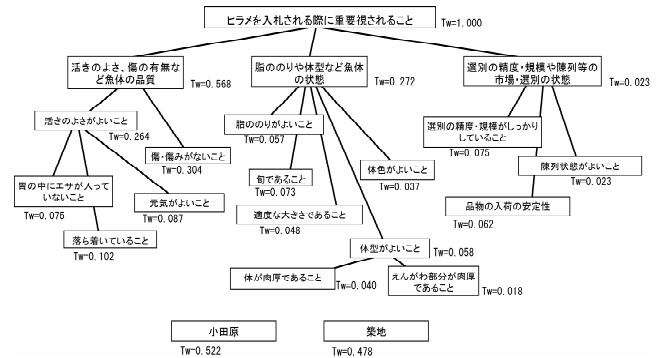 ヒラメを入札される際に重要視されること
Tw=1.000
活きのよさ、傷の有無な
ど魚体の品質
Tw=0.568
脂ののりや体型など魚体
の状態
Tw=0.272
選別の精度・規模や陳列等の
市場・選別の状態
Tw=0.023
活きのよさがよいこと
Tw=0.264
傷・傷みがないこと
Tw=0.304
胃の中にエサが入って
いないこと
Tw=0.076
元気がよいこと
Tw=0.087
落ち着いていること
Tw=0.102
脂ののりがよいこと
Tw=0.057
旬であること
Tw=0.073
適度な大きさであること
Tw=0.048
体色がよいこと
Tw=0.037
体型がよいこと
Tw=0.058
体が肉厚であること
Tw=0.040
えんがわ部分が肉厚
であること
Tw=0.018
選別の精度・規模がしっかり
していること
Tw=0.075
陳列状態がよいこと
Tw=0.023
品物の入荷の安定性
Tw=0.062
小田原
Tw=0.522
築地
Tw=0.478